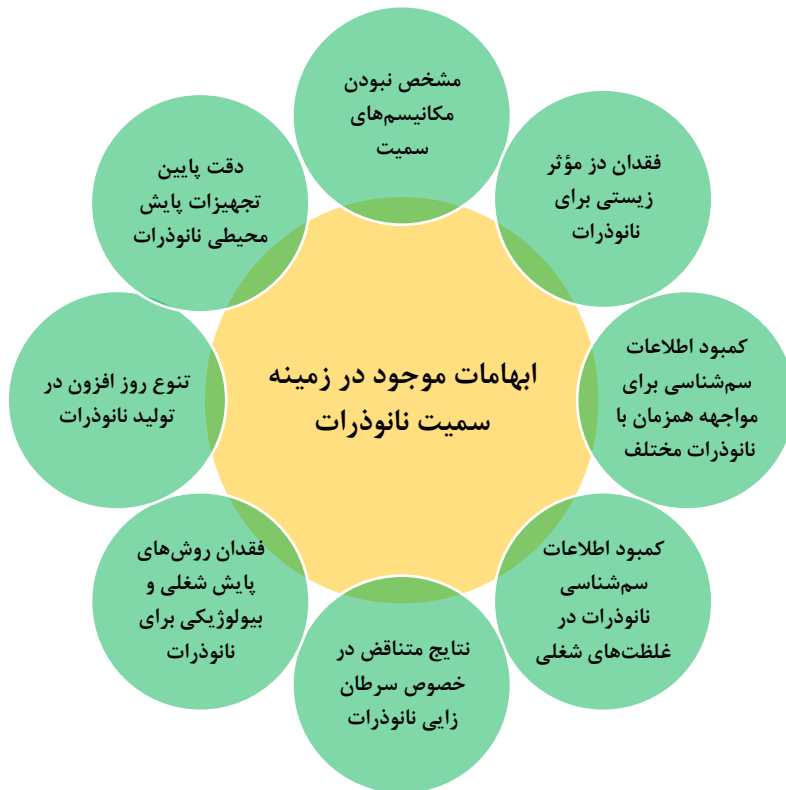 مشخص نبودن
مکانیسم‌های
سمیت
فقدان دز مؤثر
زیستی برای
نانوذرات
کمبود اطلاعات
سم‌شناسی برای
مواجهه همزمان با
نانوذرات مختلف
کمبود اطلاعات
سم‌شناسی
نانوذرات در
غلظت‌های شغلی
نتایج متناقض در
خصوص سرطان
زایی نانوذرات
فقدان روش‌های
پایش شغلی و
بیولوژیکی برای
نانوذرات
تنوع روز افزون در
تولید نانوذرات
دقت پایین
تجهیزات پایش
محیطی نانوذرات
ابهامات موجود در زمینه
سمیت نانوذرات